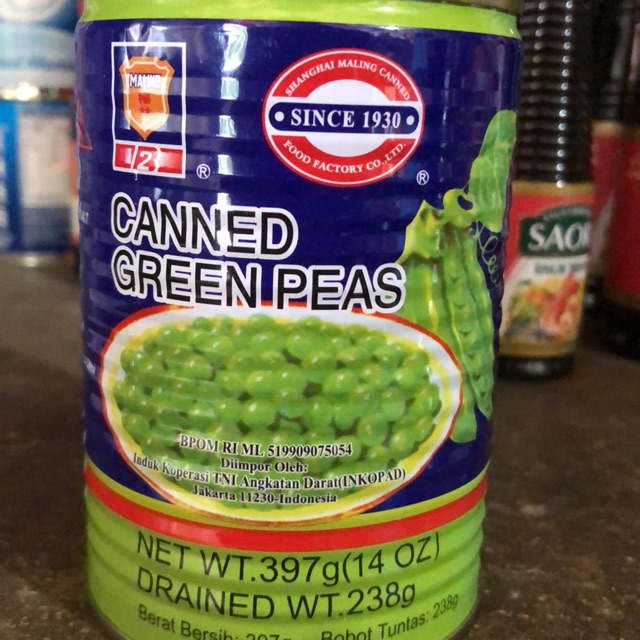 MALING
2
®
SHANGHAI MALING CANNED
SINCE 1930
FOOD FACTORY CO.,LTD.
®
CANNED
GREEN PEAS
SAORI
BPOM RI ML 519909075054
Diimpor Oleh:
Induk Koperasi TNI Angkatan Darat(INKOPAD)
Jakarta 11230-Indonesia
NET WT.397g(14 OZ)
DRAINED WT.238g
Berat Bersih: 397g
Bobot Tuntas: 238g